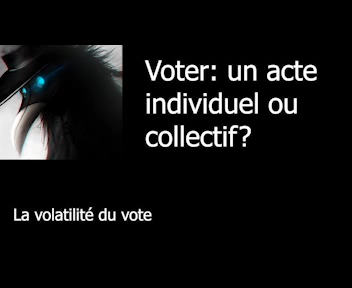 Voter: un acte
individuel ou
collectif?
La volatilité du vote